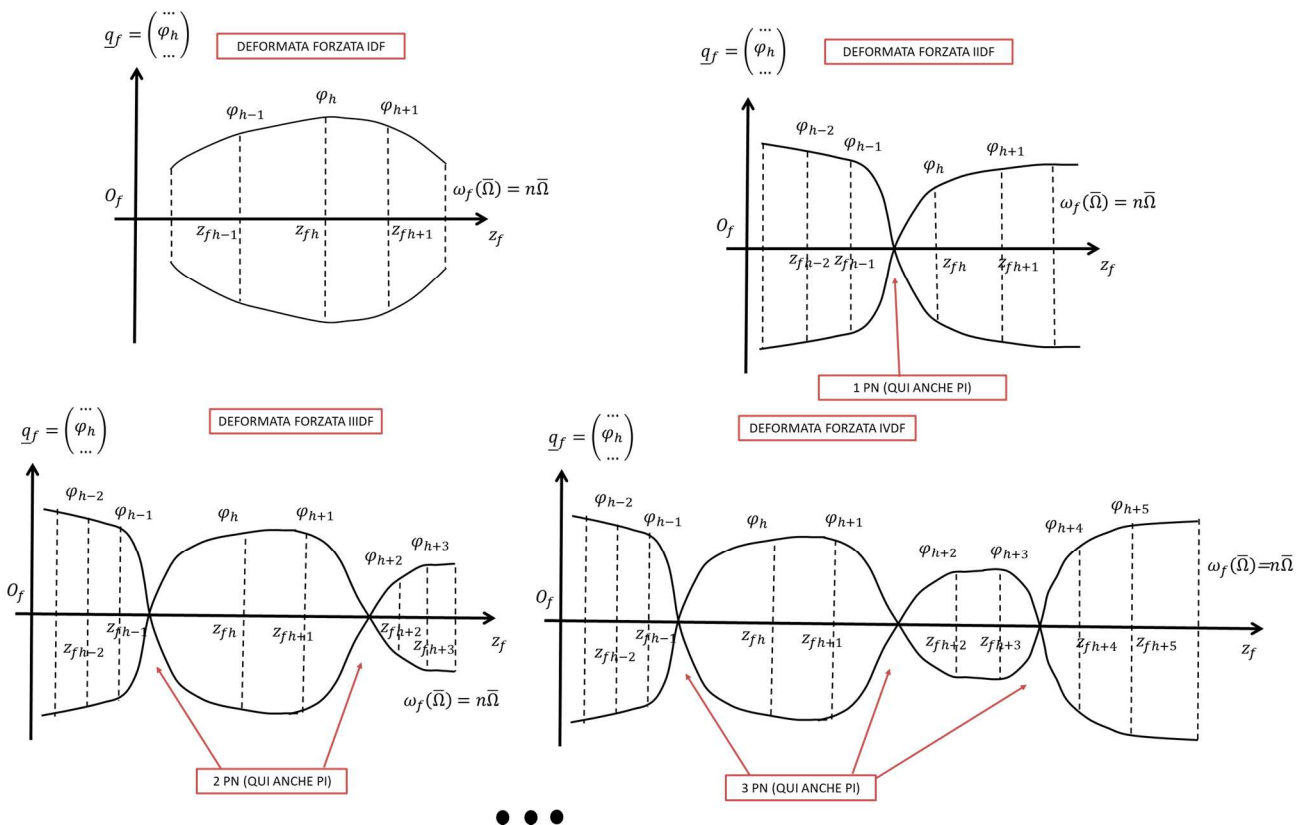 q_f = (... φ_h ...)
DEFORMATA FORZATA IDF
φ_{h-1} φ_h φ_{h+1}
O_f
ω_f(Ω̅) = nΩ̅
z_{fh-1} z_{fh} z_{fh+1} z_f
q_f = (... φ_h ...)
DEFORMATA FORZATA IIDF
φ_{h-2} φ_{h-1} φ_h φ_{h+1}
ω_f(Ω̅) = nΩ̅
O_f
z_{fh-2} z_{fh-1} z_{fh} z_{fh+1} z_f
1 PN (QUI ANCHE PI)
q_f = (... φ_h ...)
DEFORMATA FORZATA IIIDF
φ_{h-2} φ_{h-1} φ_h φ_{h+1} φ_{h+2} φ_{h+3}
O_f
z_{fh-2} z_{fh-1} z_{fh} z_{fh+1} z_{fh+2} z_{fh+3} z_f
ω_f(Ω̅) = nΩ̅
2 PN (QUI ANCHE PI)
q_f = (... φ_h ...)
DEFORMATA FORZATA IVDF
φ_{h-2} φ_{h-1} φ_h φ_{h+1} φ_{h+2} φ_{h+3} φ_{h+4} φ_{h+5}
ω_f(Ω̅)=nΩ̅
O_f
z_{fh-2} z_{fh-1} z_{fh} z_{fh+1} z_{fh+2} z_{fh+3} z_{fh+4} z_{fh+5} z_f
3 PN (QUI ANCHE PI)
•••